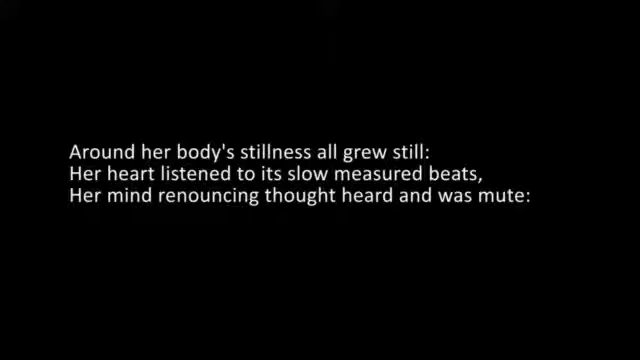 Around her body's stillness all grew still:
Her heart listened to its slow measured beats,
Her mind renouncing thought heard and was mute: